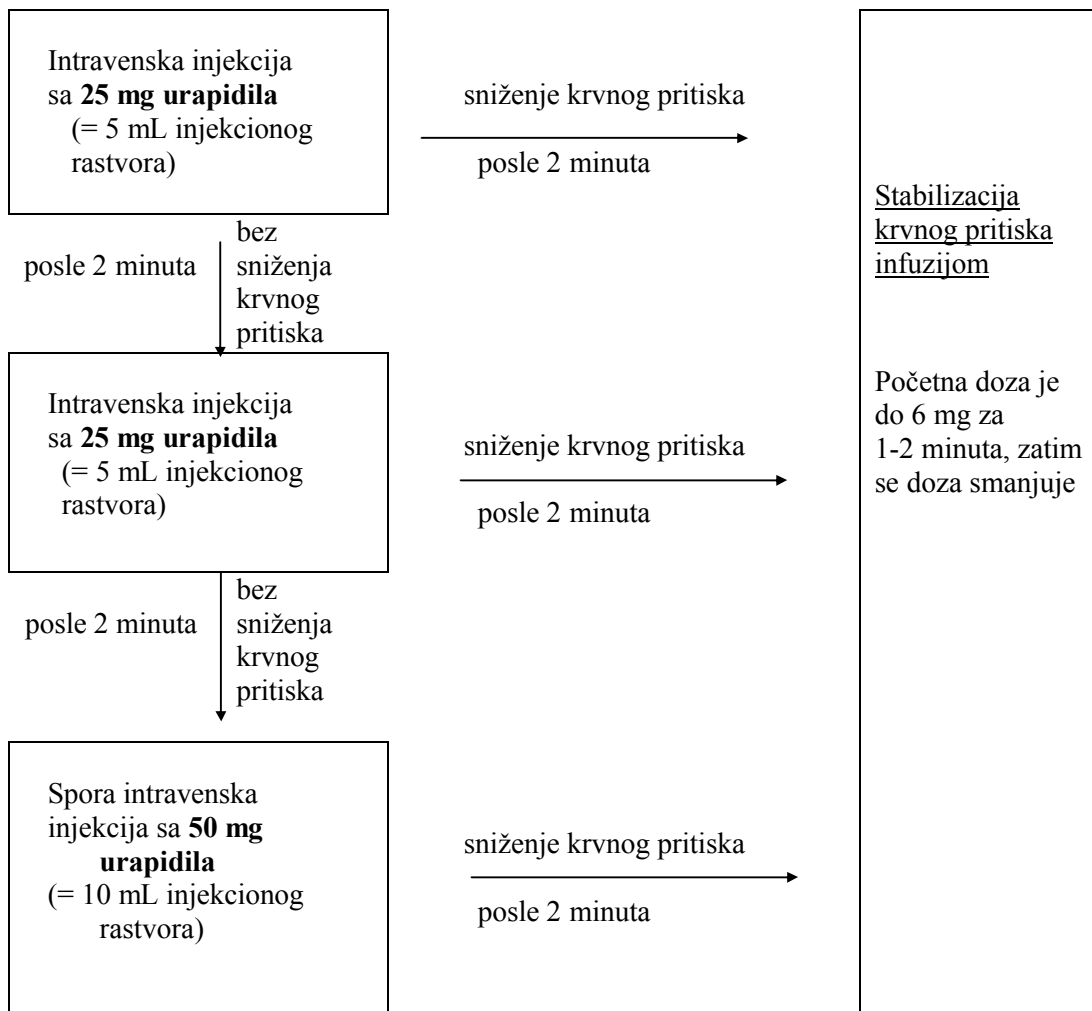 Intravenska injekcija
sa 25 mg urapidila
(= 5 mL injekcionog
rastvora)
sniženje krvnog pritiska
posle 2 minuta
posle 2 minuta
bez
sniženja
krvnog
pritiska
Intravenska injekcija
sa 25 mg urapidila
(= 5 mL injekcionog
rastvora)
sniženje krvnog pritiska
posle 2 minuta
posle 2 minuta
bez
sniženja
krvnog
pritiska
Spora intravenska
injekcija sa 50 mg
urapidila
(= 10 mL injekcionog
rastvora)
sniženje krvnog pritiska
posle 2 minuta
Stabilizacija
krvnog pritiska
infuzijom
Početna doza je
do 6 mg za
1-2 minuta, zatim
se doza smanjuje